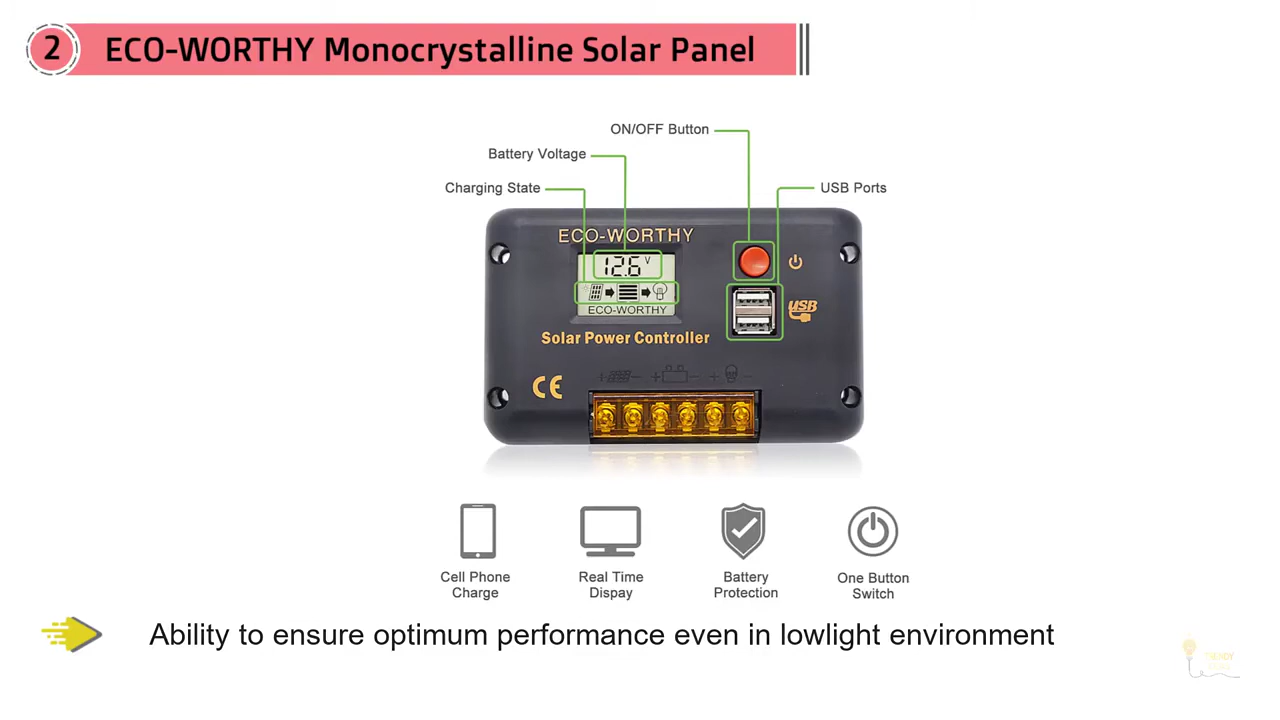 2
ECO-WORTHY Monocrystalline Solar Panel
ON/OFF Button
Battery Voltage
Charging State
USB Ports
ECO-WORTHY
12.6 V
ECO-WORTHY
USB
Solar Power Controller
CE
+ - + - + -
Cell Phone
Charge
Real Time
Dispay
Battery
Protection
One Button
Switch
Ability to ensure optimum performance even in lowlight environment